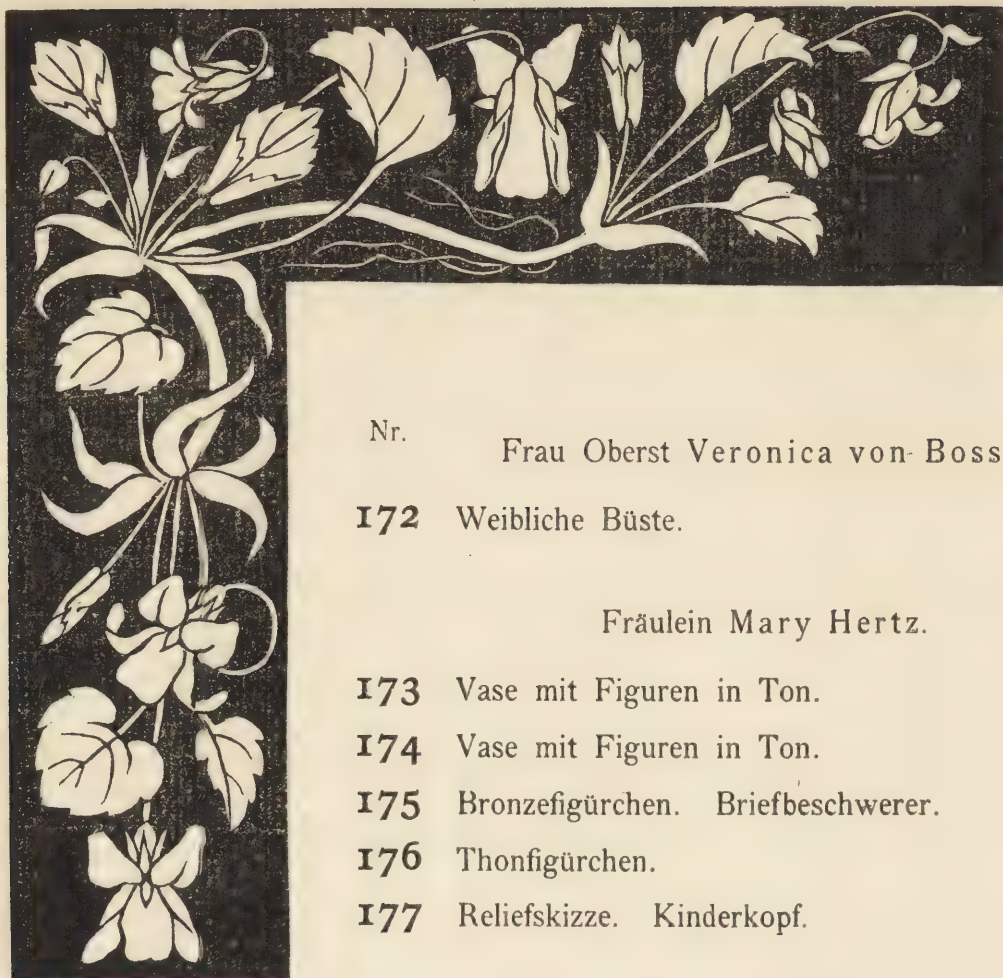 Nr.
Frau Oberst Veronica von Boss
172 Weibliche Büste.
Fräulein Mary Hertz.
173 Vase mit Figuren in Ton.
174 Vase mit Figuren in Ton.
175 Bronzefigürchen. Briefbeschwerer.
176 Thonfigürchen.
177 Reliefskizze. Kinderkopf.